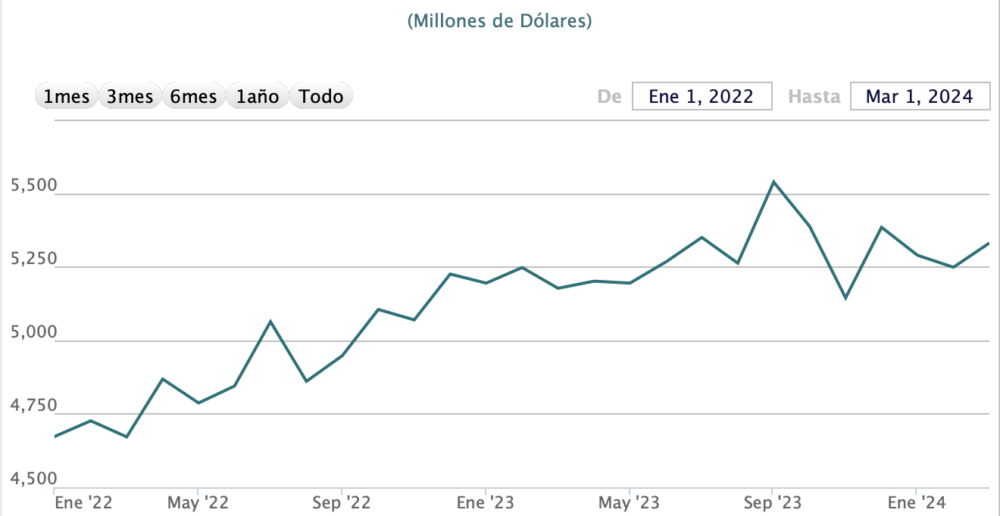 (Millones de Dólares)
1mes 3mes 6mes 1año Todo De Ene 1, 2022 Hasta Mar 1, 2024
5,500
5,250
5,000
4,750
4,500
Ene '22 May '22 Sep '22 Ene '23 May '23 Sep '23 Ene '24